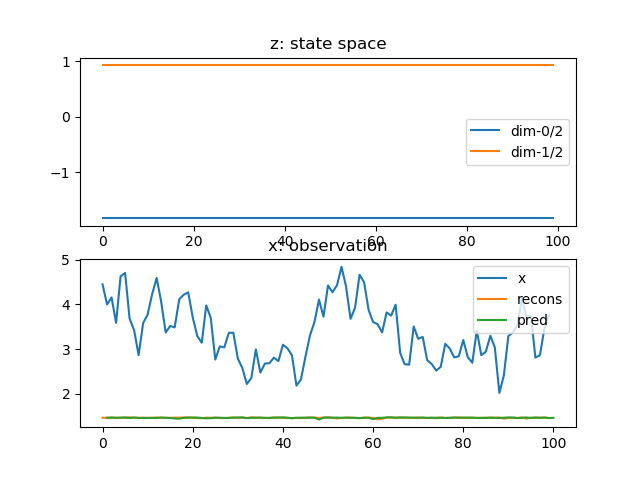 z: state space
1
0
−1
dim-0/2
dim-1/2
0 20 40 60 80 100
x: observation
5
4
3
2
x
recons
pred
0 20 40 60 80 100